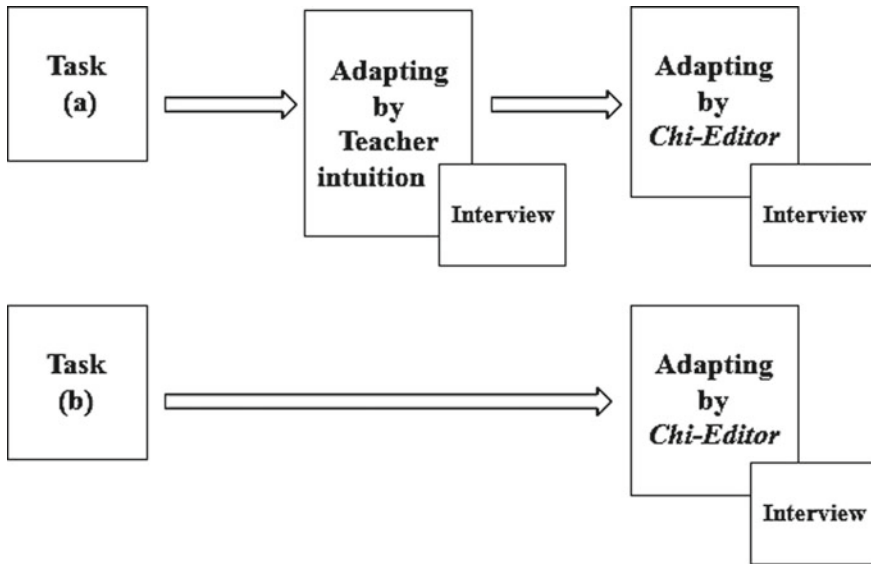 Task
(a)
Adapting
by
Teacher
intuition
Interview
Adapting
by
Chi-Editor
Interview
Task
(b)
Adapting
by
Chi-Editor
Interview